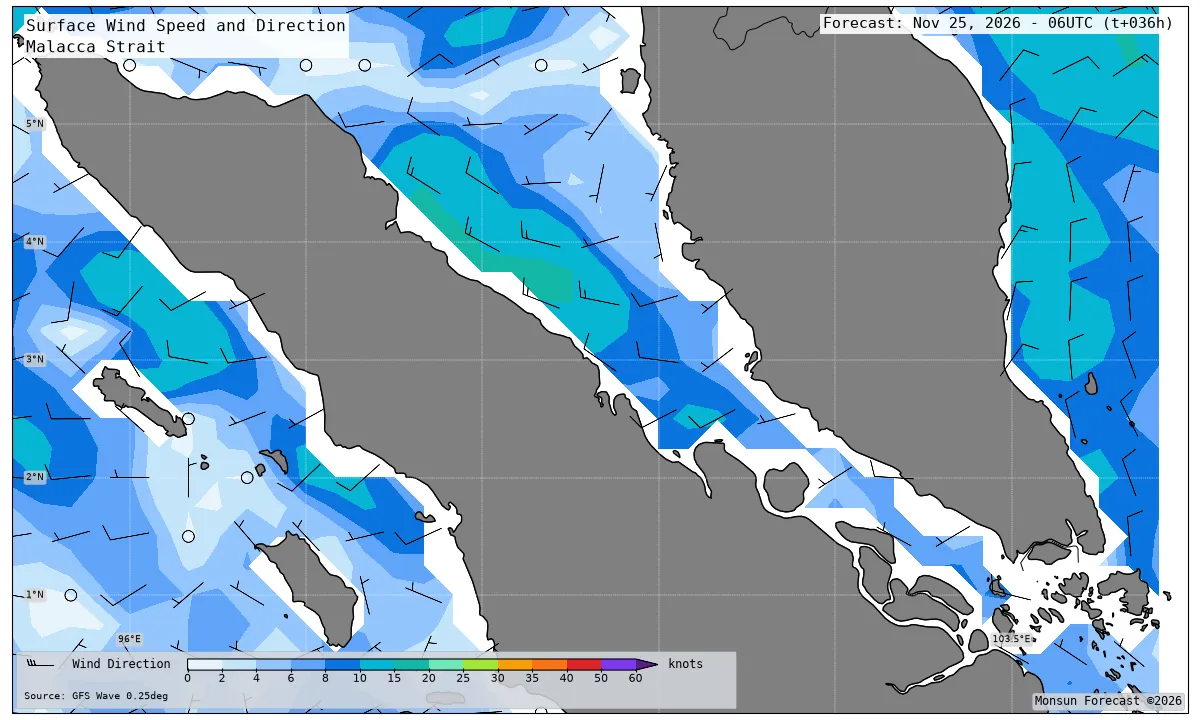 Surface Wind Speed and Direction
Malacca Strait
Forecast: Nov 25, 2026 - 06UTC (t+036h)
5°N
4°N
3°N
2°N
1°N
96°E
103.5°E
Wind Direction
knots
0 2 4 6 8 10 15 20 25 30 35 40 50 60
Source: GFS Wave 0.25deg
Monsun Forecast ©2026